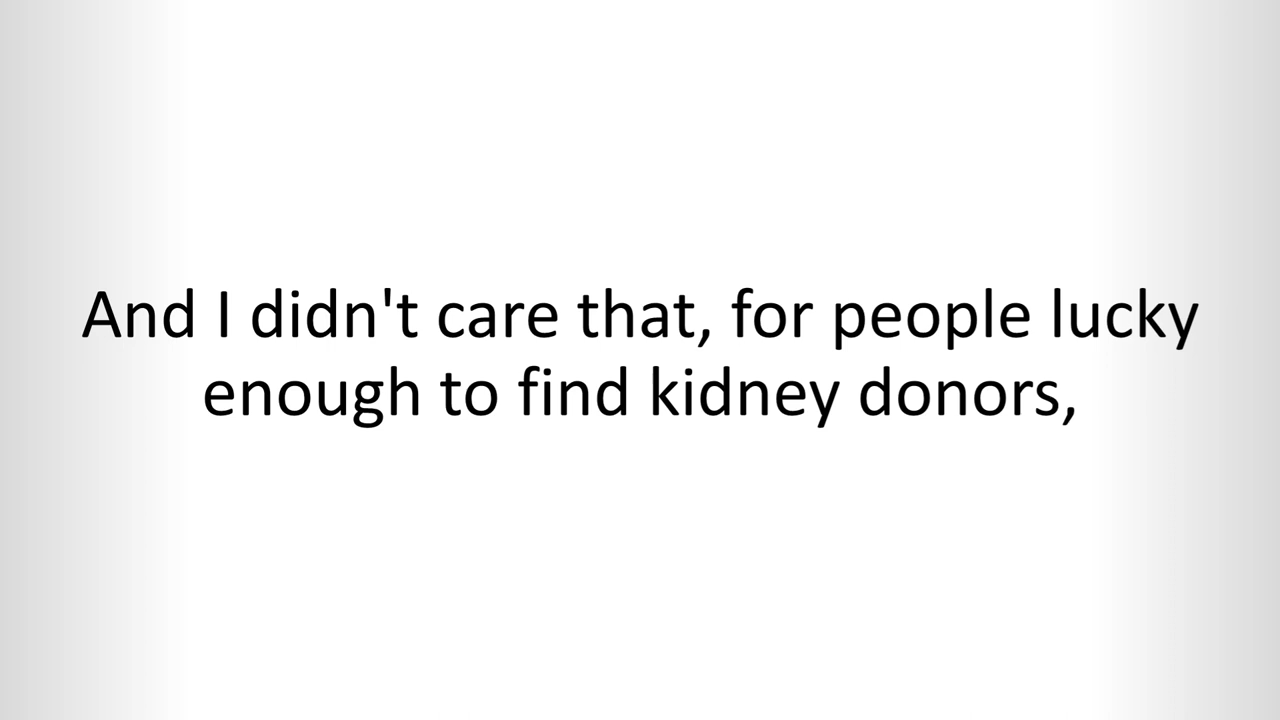 And I didn't care that, for people lucky
enough to find kidney donors,